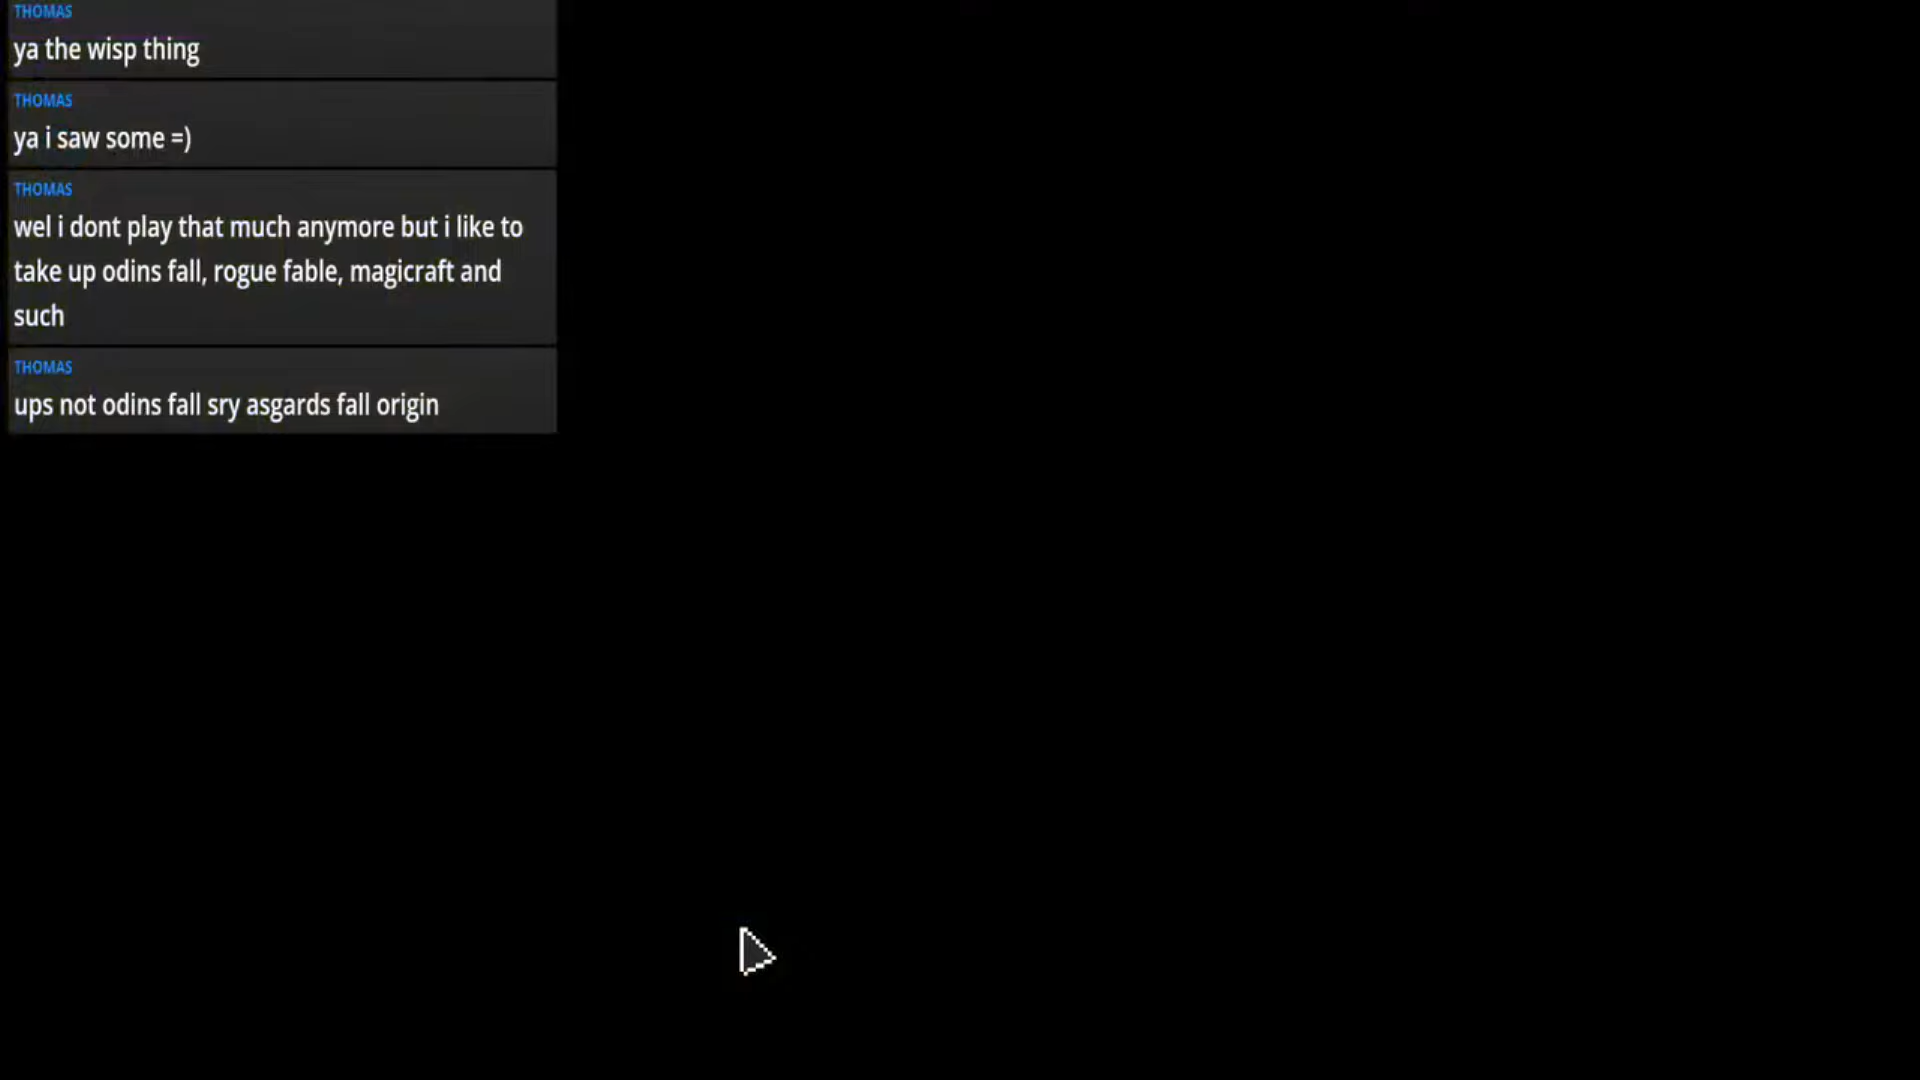 THOMAS
ya the wisp thing
THOMAS
ya i saw some =)
THOMAS
wel i dont play that much anymore but i like to
take up odins fall, rogue fable, magicraft and
such
THOMAS
ups not odins fall sry asgards fall origin